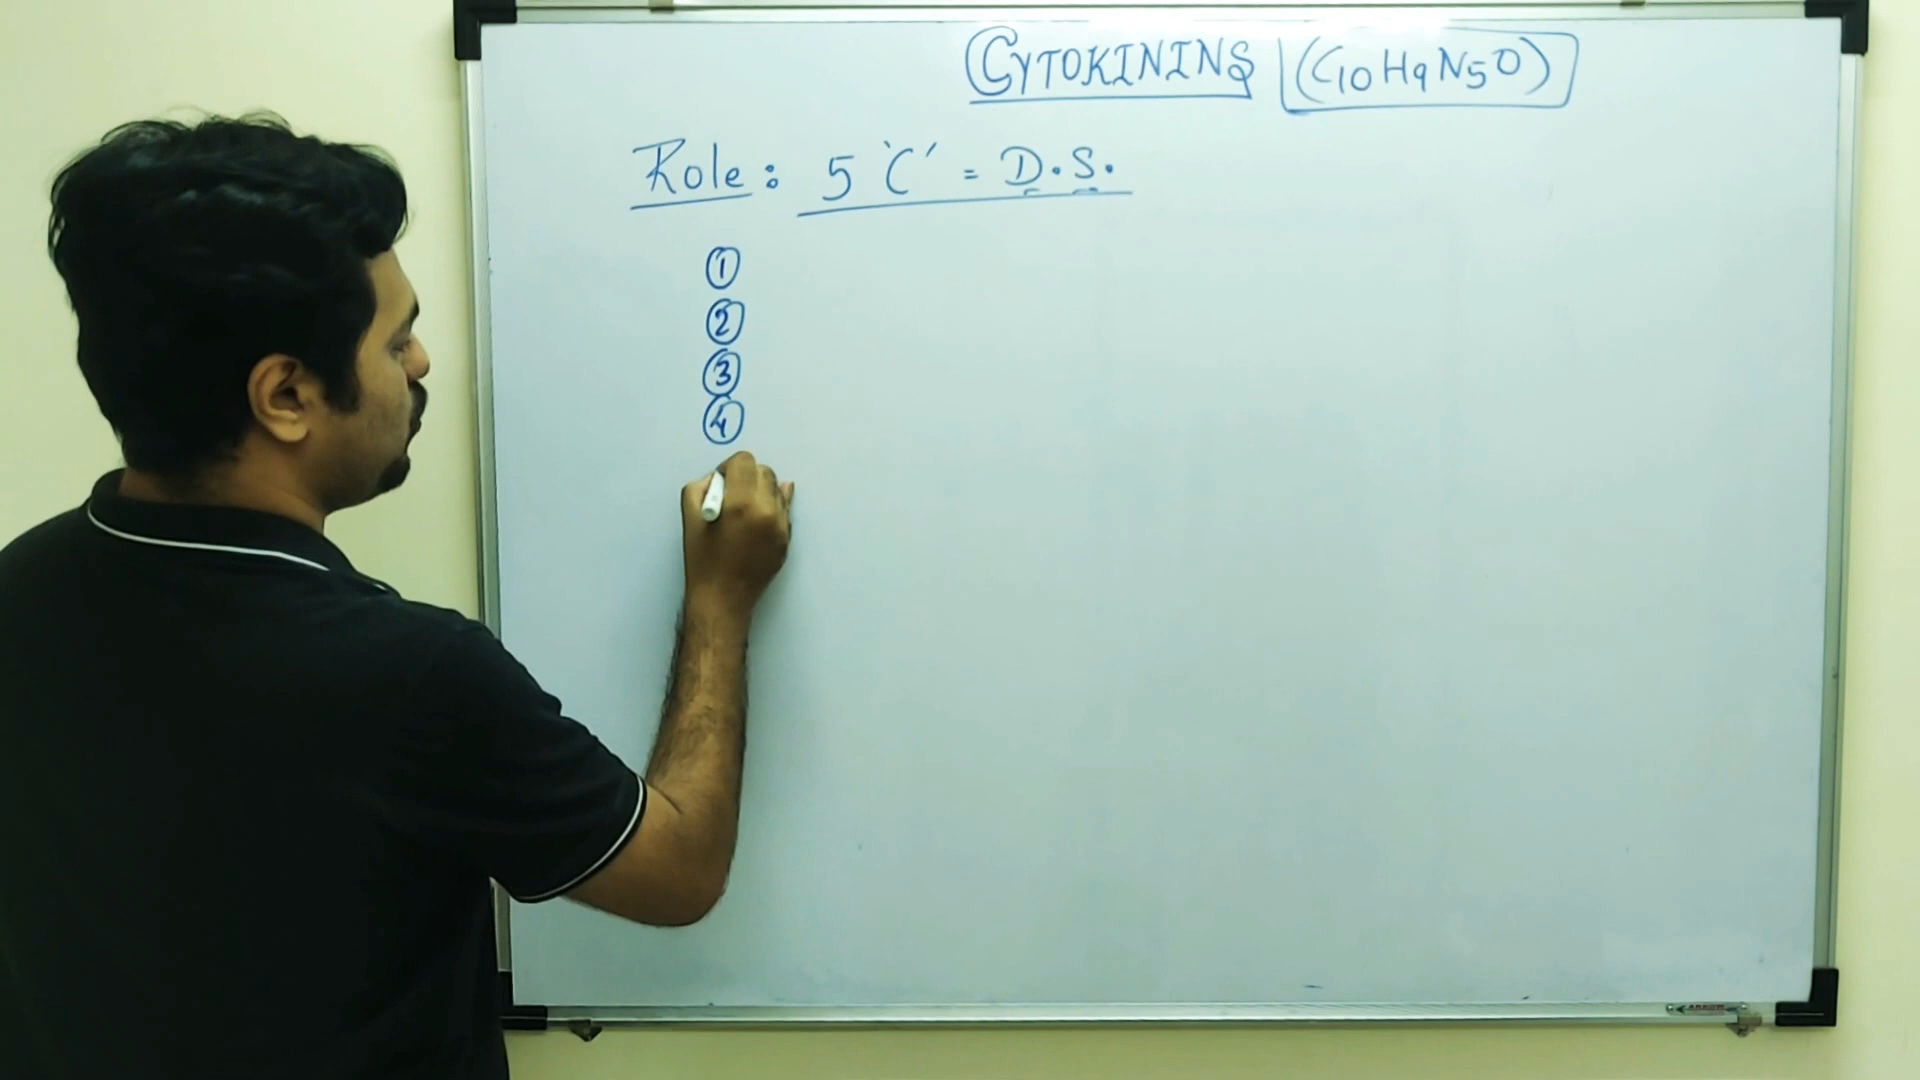 CYTOKININS (C10H9N5O)
Role: 5 'C' = D.S.
1
2
3
4